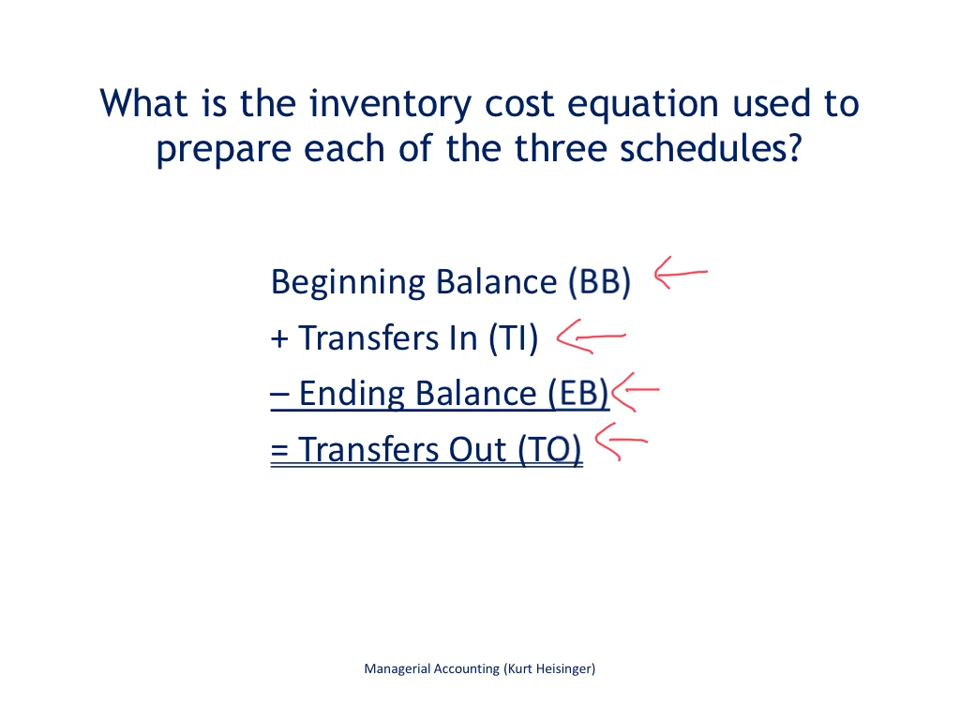 What is the inventory cost equation used to
prepare each of the three schedules?
Beginning Balance (BB)
+ Transfers In (TI)
– Ending Balance (EB)
= Transfers Out (TO)
Managerial Accounting (Kurt Heisinger)